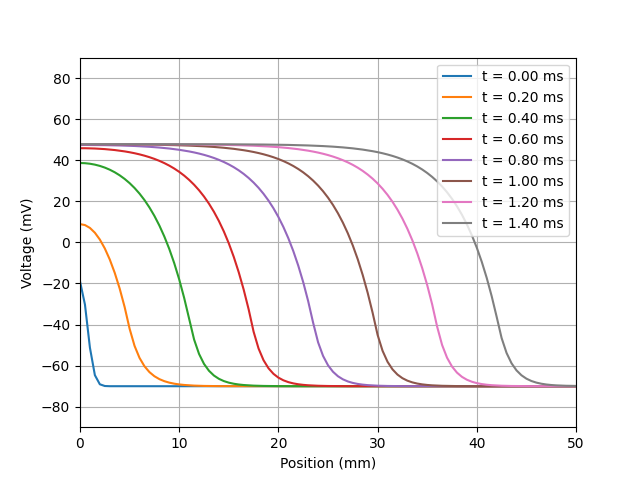 80
60
40
20
0
−20
−40
−60
−80
Voltage (mV)
t = 0.00 ms
t = 0.20 ms
t = 0.40 ms
t = 0.60 ms
t = 0.80 ms
t = 1.00 ms
t = 1.20 ms
t = 1.40 ms
0 10 20 30 40 50
Position (mm)